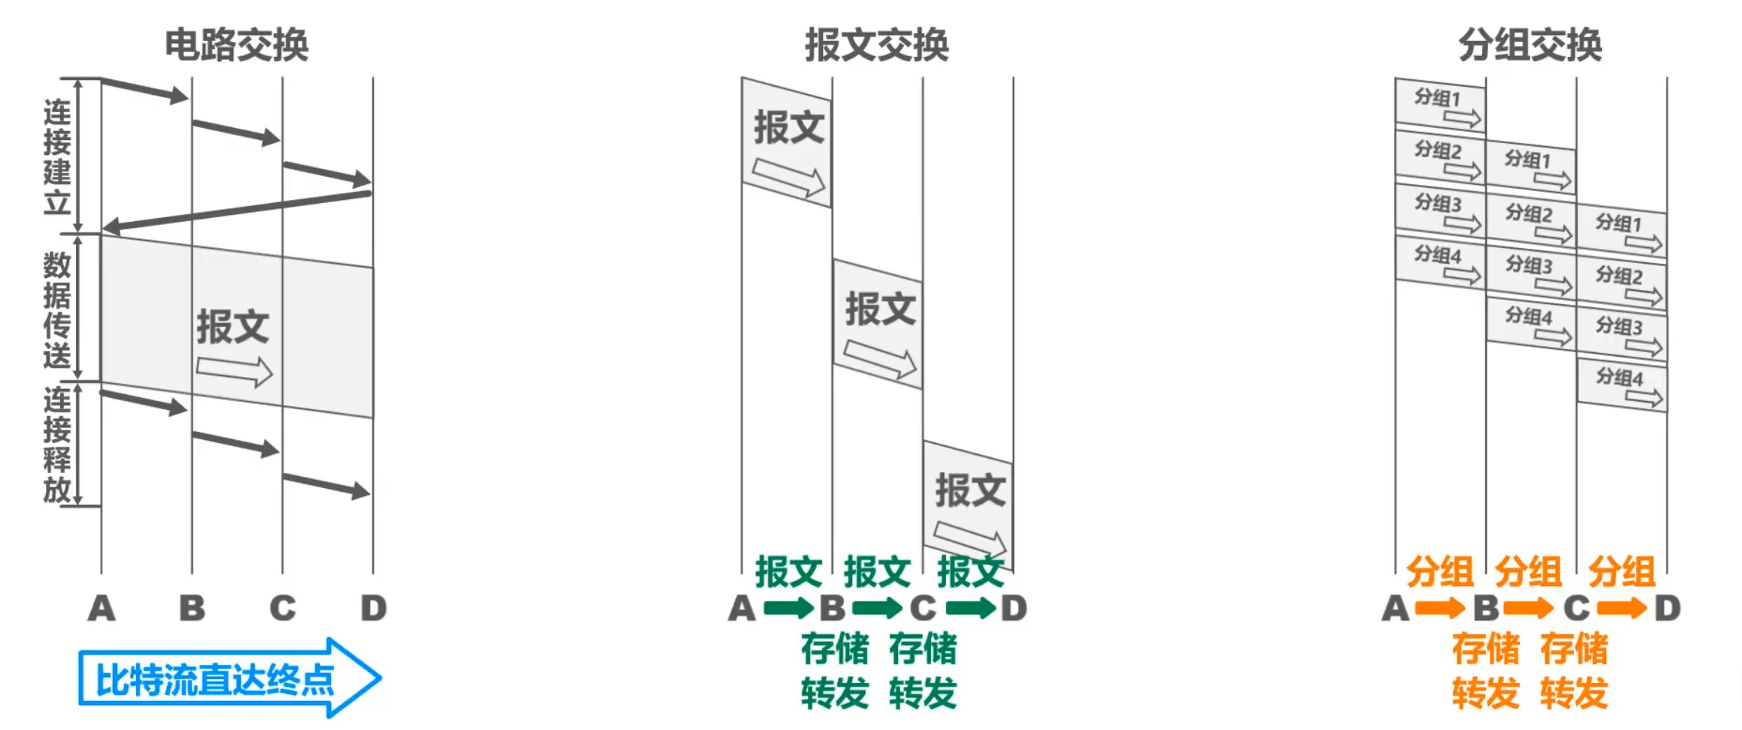 电路交换
连接建立
数据传送
连接释放
报文
A B C D
比特流直达终点
报文交换
报文
报文
报文
报文 报文 报文
A B C D
存储 存储
转发 转发
分组交换
分组1
分组2 分组1
分组3 分组2 分组1
分组4 分组3 分组2
分组4 分组3
分组4
分组 分组 分组
A B C D
存储 存储
转发 转发